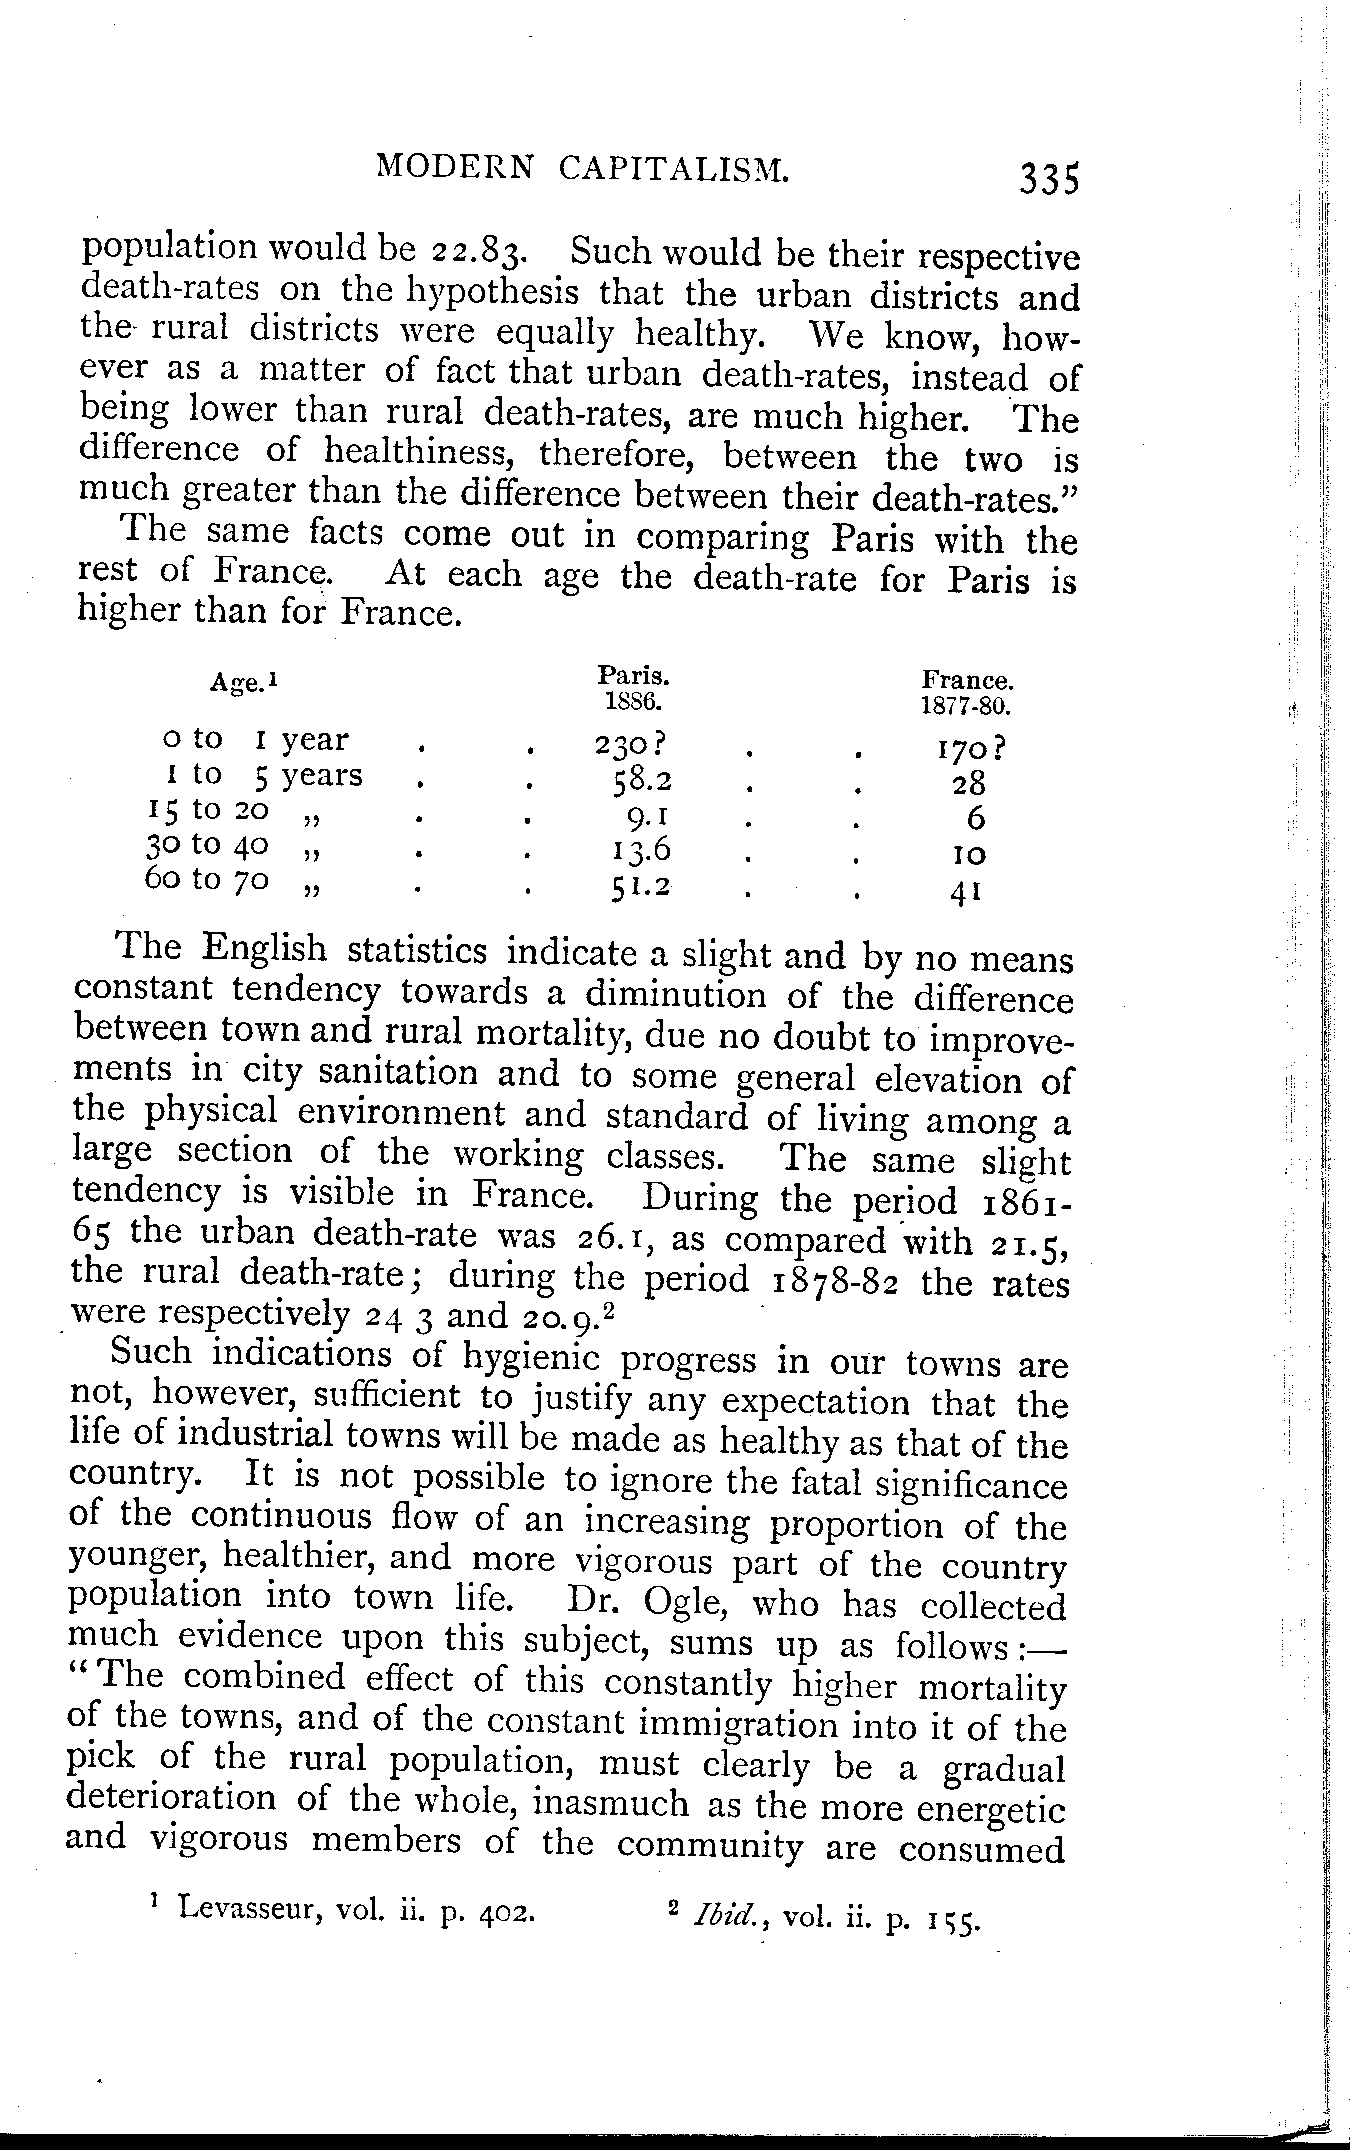 MODERN CAPITALISM. 335
population would be 22.83. Such would be their respective
death-rates on the hypothesis that the urban districts and
the rural districts were equally healthy. We know, how-
ever as a matter of fact that urban death-rates, instead of
being lower than rural death-rates, are much higher. The
difference of healthiness, therefore, between the two is
much greater than the difference between their death-rates.”
The same facts come out in comparing Paris with the
rest of France. At each age the death-rate for Paris is
higher than for France.
Age.¹ Paris. France.
1886. 1877-80.
0 to 1 year . . 230? . . 170?
1 to 5 years . . 58.2 . . 28
15 to 20 „ . . 9.1 . . 6
30 to 40 „ . . 13.6 . . 10
60 to 70 „ . . 51.2 . . 41
The English statistics indicate a slight and by no means
constant tendency towards a diminution of the difference
between town and rural mortality, due no doubt to improve-
ments in city sanitation and to some general elevation of
the physical environment and standard of living among a
large section of the working classes. The same slight
tendency is visible in France. During the period 1861-
65 the urban death-rate was 26.1, as compared with 21.5,
the rural death-rate; during the period 1878-82 the rates
were respectively 24 3 and 20.9.²
Such indications of hygienic progress in our towns are
not, however, sufficient to justify any expectation that the
life of industrial towns will be made as healthy as that of the
country. It is not possible to ignore the fatal significance
of the continuous flow of an increasing proportion of the
younger, healthier, and more vigorous part of the country
population into town life. Dr. Ogle, who has collected
much evidence upon this subject, sums up as follows:—
“The combined effect of this constantly higher mortality
of the towns, and of the constant immigration into it of the
pick of the rural population, must clearly be a gradual
deterioration of the whole, inasmuch as the more energetic
and vigorous members of the community are consumed
¹ Levasseur, vol. ii. p. 402. ² Ibid., vol. ii. p. 155.